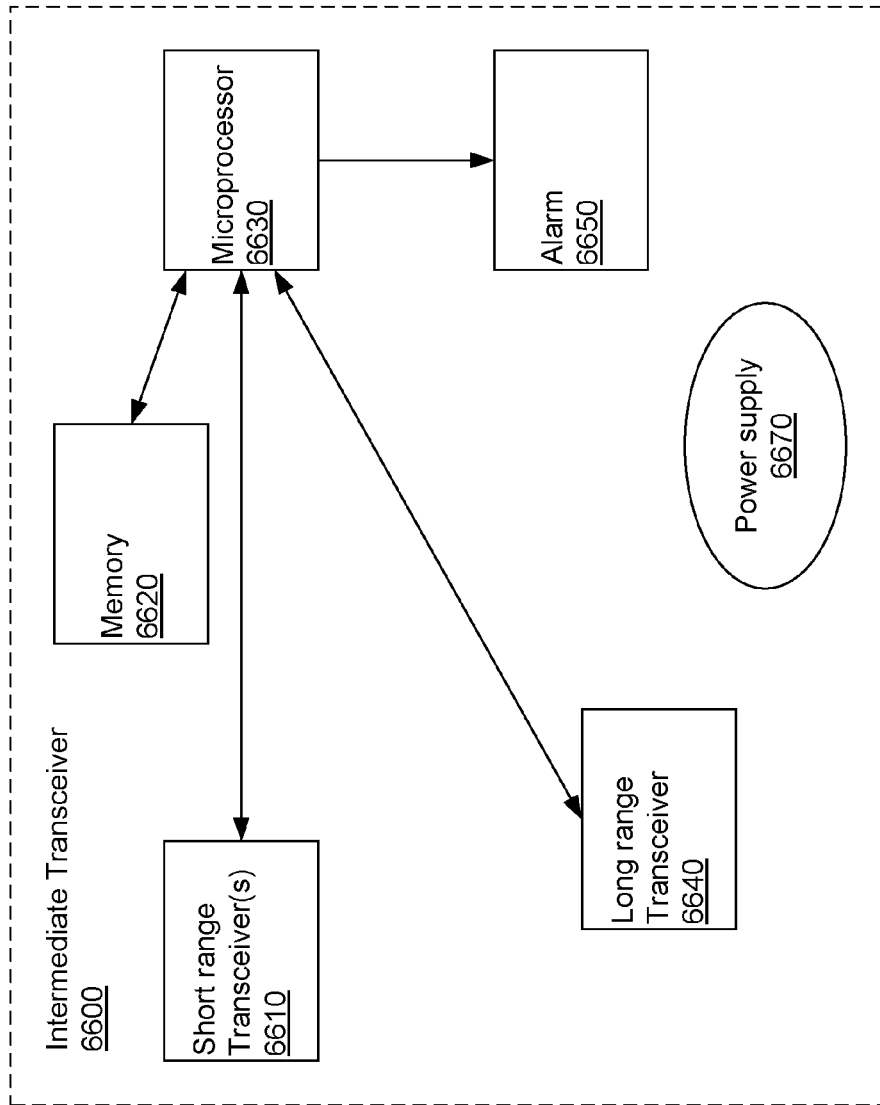 Intermediate Transceiver
6600
Memory
6620
Short range
Transceiver(s)
6610
Microprocessor
6630
Long range
Transceiver
6640
Alarm
6650
Power supply
6670